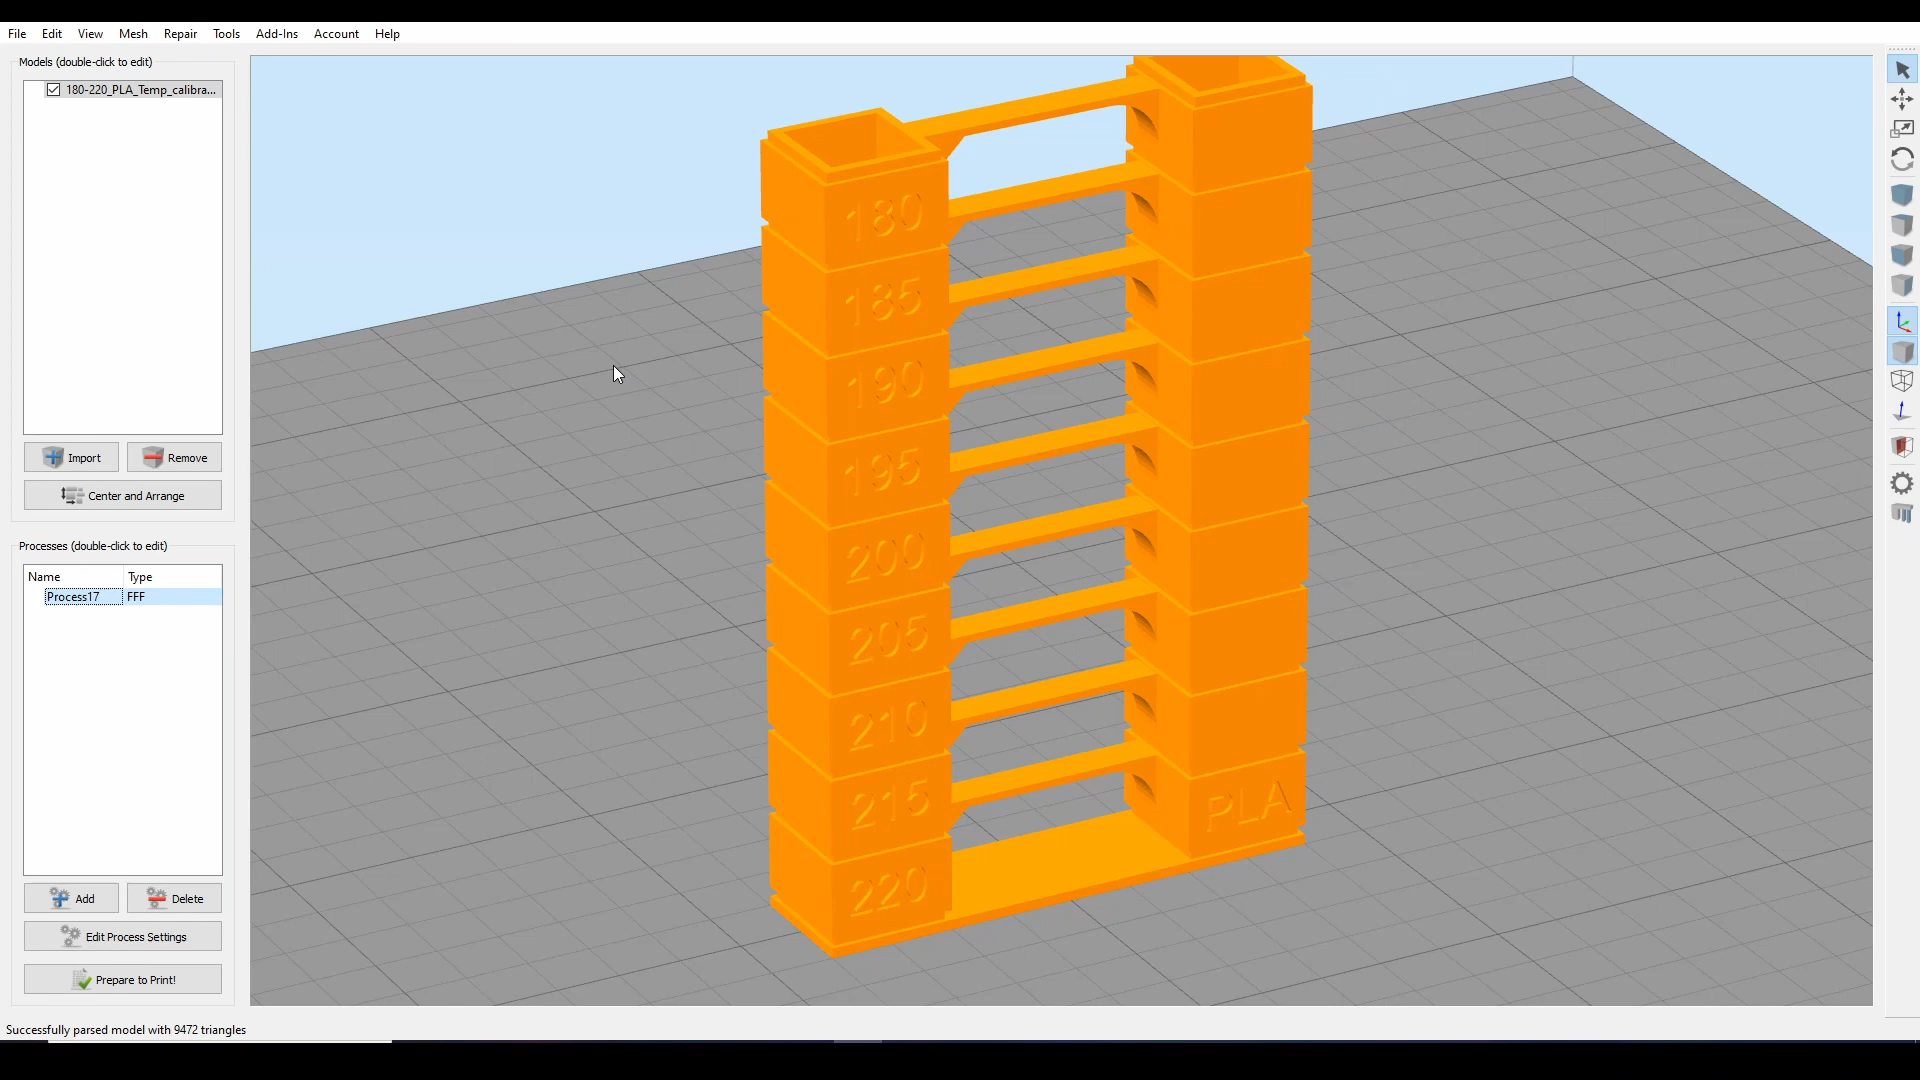 File Edit View Mesh Repair Tools Add-Ins Account Help
Models (double-click to edit)
180-220_PLA_Temp_calibra...
Import Remove
Center and Arrange
Processes (double-click to edit)
Name Type
Process17 FFF
Add Delete
Edit Process Settings
Prepare to Print!
180
185
190
195
200
205
210
215
PLA
220
Successfully parsed model with 9472 triangles